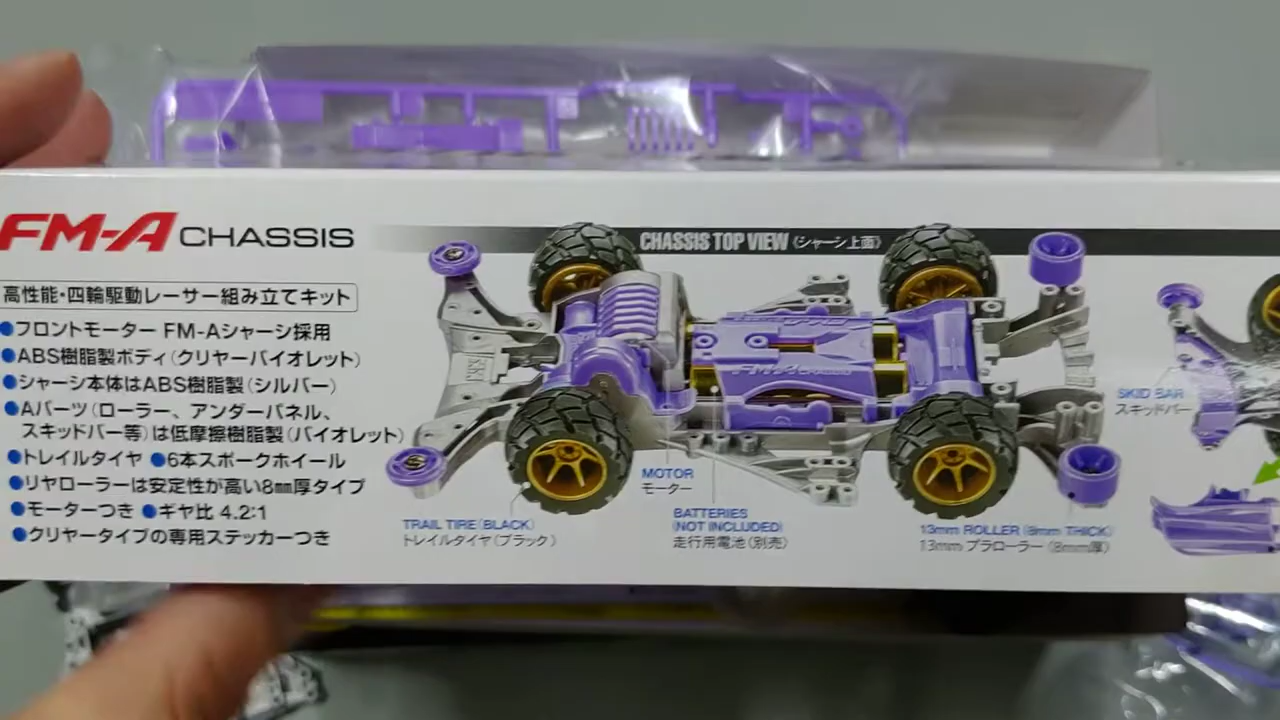 FM-A CHASSIS
高性能・四輪駆動レーサー組み立てキット
●フロントモーター FM-Aシャーシ採用
●ABS樹脂製ボディ(クリヤーバイオレット)
●シャーシ本体はABS樹脂製(シルバー)
●Aパーツ(ローラー、アンダーパネル、
スキッドバー等)は低摩擦樹脂製(バイオレット)
●トレイルタイヤ ●6本スポークホイール
●リヤローラーは安定性が高い8mm厚タイプ
●モーターつき ●ギヤ比 4.2:1
●クリヤータイプの専用ステッカーつき
CHASSIS TOP VIEW《シャーシ上面》
TRAIL TIRE (BLACK)
トレイルタイヤ(ブラック)
MOTOR
モーター
BATTERIES
(NOT INCLUDED)
走行用電池(別売)
13mm ROLLER (8mm THICK)
13mm プラローラー (8mm厚)
SKID BAR
スキッドバー